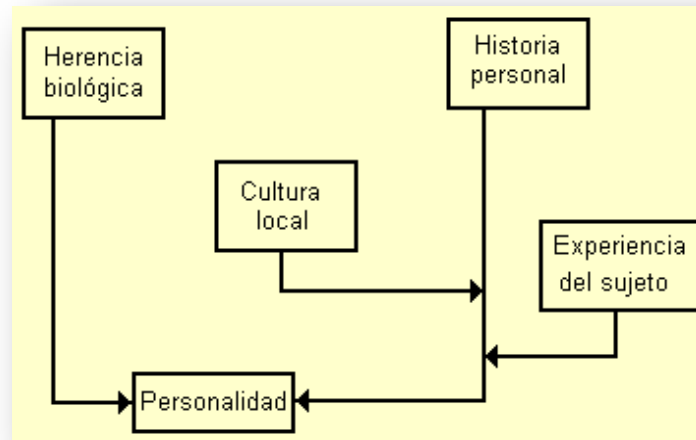 Herencia
biológica
Historia
personal
Cultura
local
Experiencia
del sujeto
Personalidad